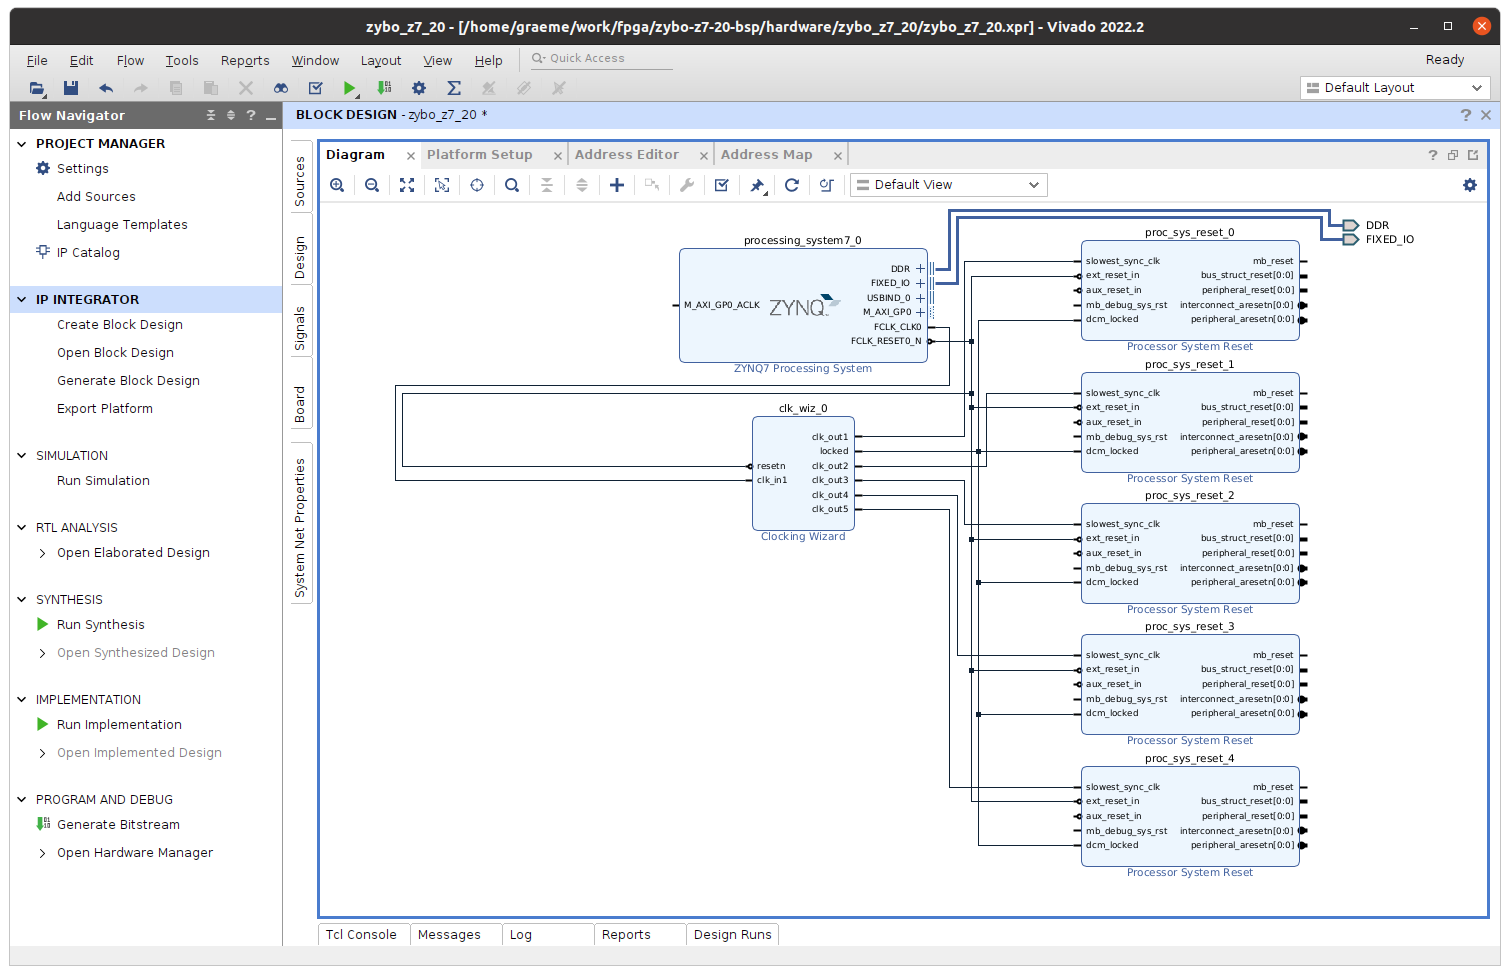 zybo_z7_20 - [/home/graeme/work/fpga/zybo-z7-20-bsp/hardware/zybo_z7_20/zybo_z7_20.xpr] - Vivado 2022.2
File Edit Flow Tools Reports Window Layout View Help Quick Access
Ready
Default Layout
Flow Navigator
PROJECT MANAGER
Settings
Add Sources
Language Templates
IP Catalog
IP INTEGRATOR
Create Block Design
Open Block Design
Generate Block Design
Export Platform
SIMULATION
Run Simulation
RTL ANALYSIS
Open Elaborated Design
SYNTHESIS
Run Synthesis
Open Synthesized Design
IMPLEMENTATION
Run Implementation
Open Implemented Design
PROGRAM AND DEBUG
Generate Bitstream
Open Hardware Manager
BLOCK DESIGN - zybo_z7_20 *
Sources
Design
Signals
Board
System Net Properties
Diagram Platform Setup Address Editor Address Map
Default View
processing_system7_0
M_AXI_GP0_ACLK
ZYNQ
DDR
FIXED_IO
USBIND_0
M_AXI_GP0
FCLK_CLK0
FCLK_RESET0_N
ZYNQ7 Processing System
clk_wiz_0
resetn
clk_in1
clk_out1
locked
clk_out2
clk_out3
clk_out4
clk_out5
Clocking Wizard
DDR
FIXED_IO
proc_sys_reset_0
slowest_sync_clk mb_reset
ext_reset_in bus_struct_reset[0:0]
aux_reset_in peripheral_reset[0:0]
mb_debug_sys_rst interconnect_aresetn[0:0]
dcm_locked peripheral_aresetn[0:0]
Processor System Reset
proc_sys_reset_1
slowest_sync_clk mb_reset
ext_reset_in bus_struct_reset[0:0]
aux_reset_in peripheral_reset[0:0]
mb_debug_sys_rst interconnect_aresetn[0:0]
dcm_locked peripheral_aresetn[0:0]
Processor System Reset
proc_sys_reset_2
slowest_sync_clk mb_reset
ext_reset_in bus_struct_reset[0:0]
aux_reset_in peripheral_reset[0:0]
mb_debug_sys_rst interconnect_aresetn[0:0]
dcm_locked peripheral_aresetn[0:0]
Processor System Reset
proc_sys_reset_3
slowest_sync_clk mb_reset
ext_reset_in bus_struct_reset[0:0]
aux_reset_in peripheral_reset[0:0]
mb_debug_sys_rst interconnect_aresetn[0:0]
dcm_locked peripheral_aresetn[0:0]
Processor System Reset
proc_sys_reset_4
slowest_sync_clk mb_reset
ext_reset_in bus_struct_reset[0:0]
aux_reset_in peripheral_reset[0:0]
mb_debug_sys_rst interconnect_aresetn[0:0]
dcm_locked peripheral_aresetn[0:0]
Processor System Reset
Tcl Console Messages Log Reports Design Runs